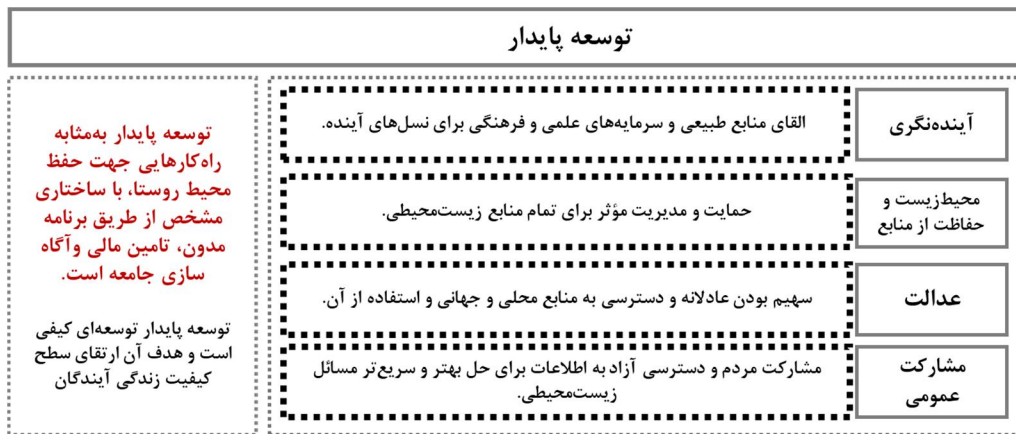 توسعه پایدار
آینده‌نگری
القای منابع طبیعی و سرمایه‌های علمی و فرهنگی برای نسل‌های آینده.
محیط‌زیست و
حفاظت از منابع
حمایت و مدیریت مؤثر برای تمام منابع زیست‌محیطی.
عدالت
سهیم بودن عادلانه و دسترسی به منابع محلی و جهانی و استفاده از آن.
مشارکت
عمومی
مشارکت مردم و دسترسی آزاد به اطلاعات برای حل بهتر و سریع‌تر مسائل
زیست‌محیطی.
توسعه پایدار به‌مثابه
راه‌کارهایی جهت حفظ
محیط روستا، با ساختاری
مشخص از طریق برنامه
مدون، تامین مالی وآگاه
سازی جامعه است.
توسعه پایدار توسعه‌ای کیفی
است و هدف آن ارتقای سطح
کیفیت زندگی آیندگان